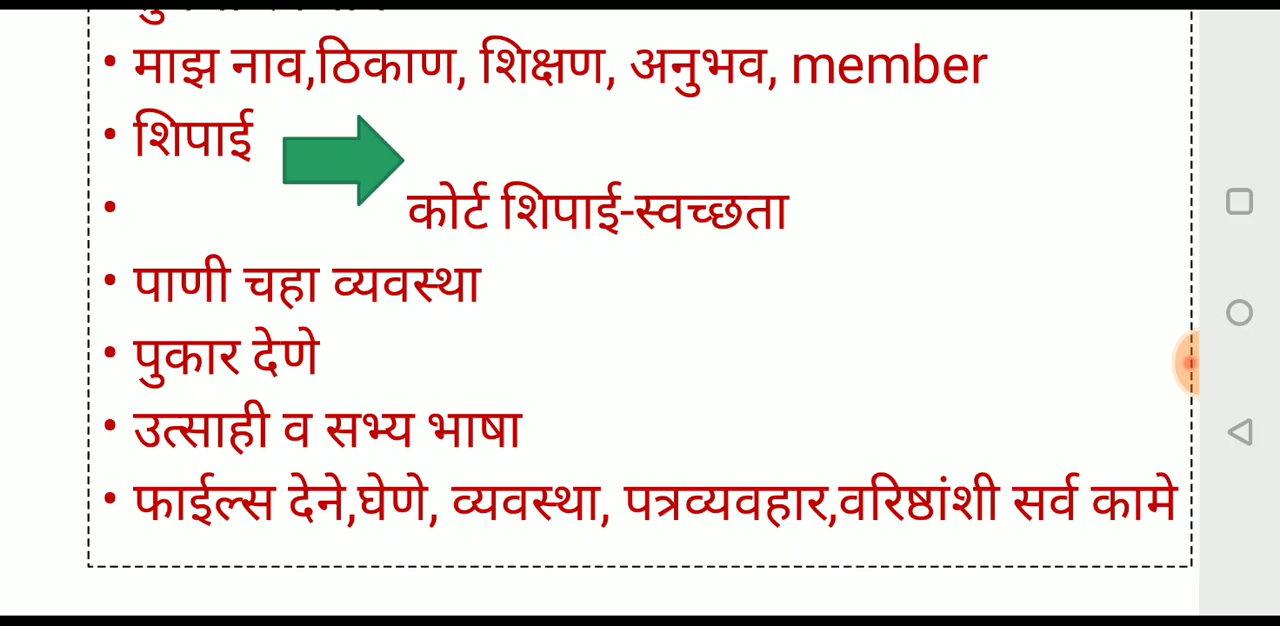 • माझ नाव,ठिकाण, शिक्षण, अनुभव, member
• शिपाई
• कोर्ट शिपाई-स्वच्छता
• पाणी चहा व्यवस्था
• पुकार देणे
• उत्साही व सभ्य भाषा
• फाईल्स देने,घेणे, व्यवस्था, पत्रव्यवहार,वरिष्ठांशी सर्व कामे